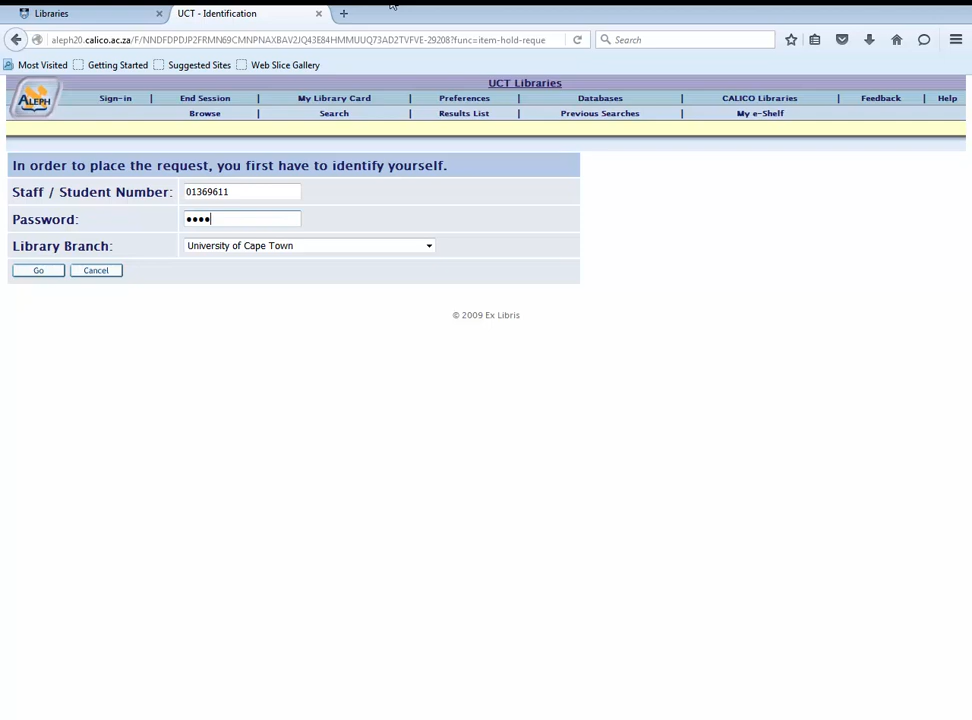 Libraries × UCT - Identification × +
aleph20.calico.ac.za/F/NNDFDPDJP2FRMN69CMNPNAXBAV2JQ43E84HMMUUQ73AD2TVFVE-29208?func=item-hold-reque Search
Most Visited Getting Started Suggested Sites Web Slice Gallery
UCT Libraries
ALEPH
Sign-in | End Session | My Library Card | Preferences | Databases | CALICO Libraries | Feedback | Help
Browse | Search | Results List | Previous Searches | My e-Shelf
In order to place the request, you first have to identify yourself.
Staff / Student Number: 01369611
Password: ••••
Library Branch: University of Cape Town
Go Cancel
© 2009 Ex Libris